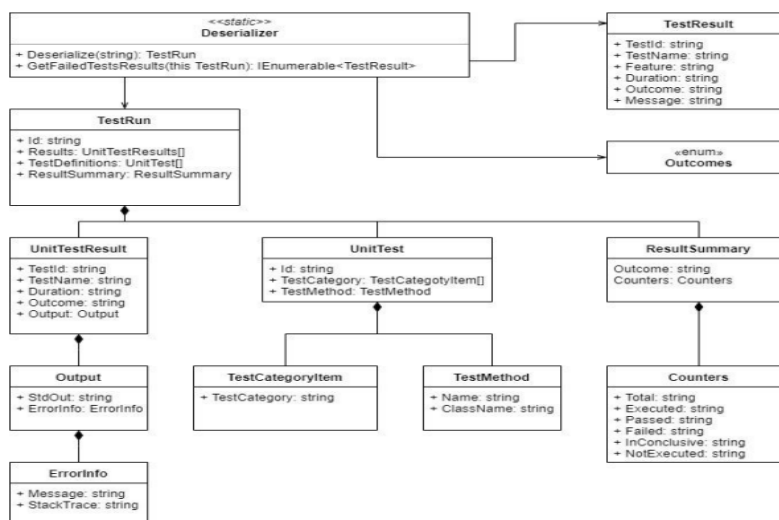 <<static>>
Deserializer
+ Deserialize(string): TestRun
+ GetFailedTestsResults(this TestRun): IEnumerable<TestResult>
TestResult
+ TestId: string
+ TestName: string
+ Feature: string
+ Duration: string
+ Outcome: string
+ Message: string
TestRun
+ Id: string
+ Results: UnitTestResults[]
+ TestDefinitions: UnitTest[]
+ ResultSummary: ResultSummary
«enum»
Outcomes
UnitTestResult
+ TestId: string
+ TestName: string
+ Duration: string
+ Outcome: string
+ Output: Output
UnitTest
+ Id: string
+ TestCategory: TestCategotyItem[]
+ TestMethod: TestMethod
ResultSummary
Outcome: string
Counters: Counters
Output
+ StdOut: string
+ ErrorInfo: ErrorInfo
TestCategoryItem
+ TestCategory: string
TestMethod
+ Name: string
+ ClassName: string
Counters
+ Total: string
+ Executed: string
+ Passed: string
+ Failed: string
+ InConclusive: string
+ NotExecuted: string
ErrorInfo
+ Message: string
+ StackTrace: string